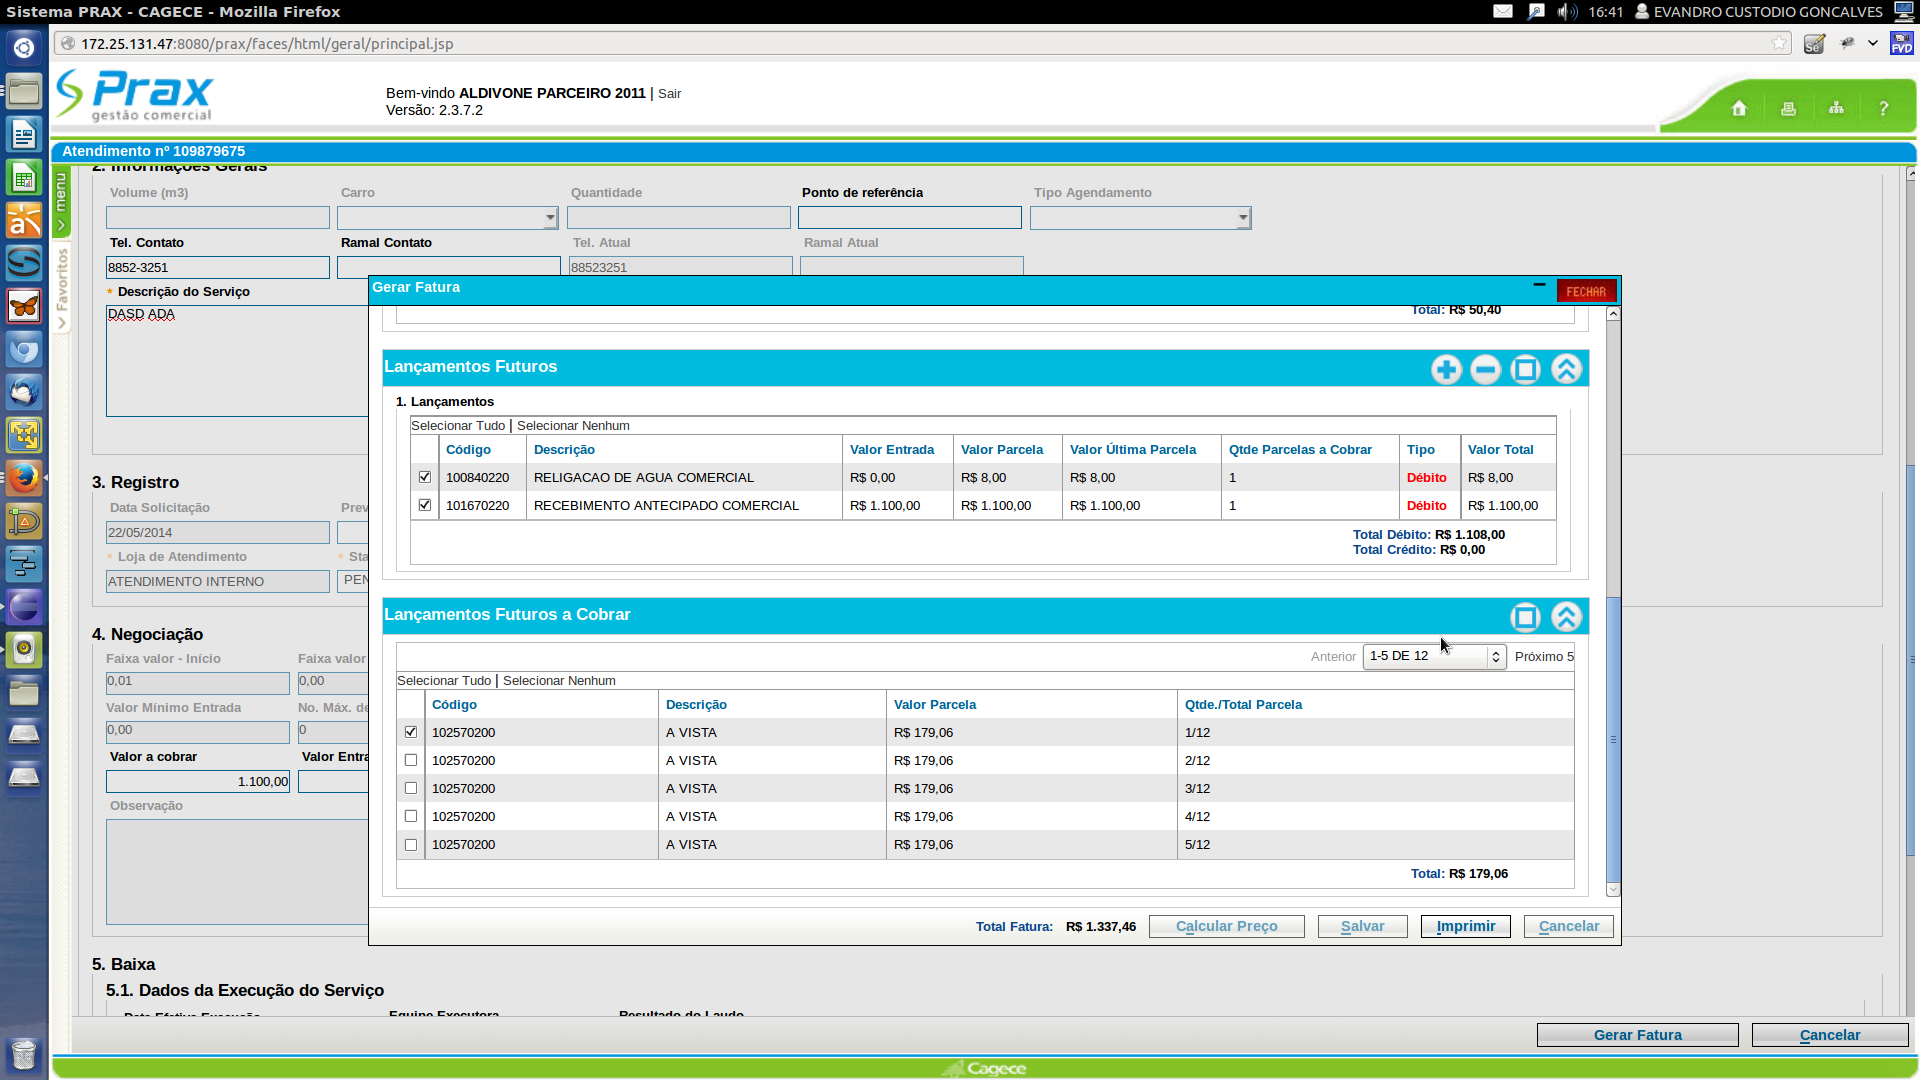 Sistema PRAX - CAGECE - Mozilla Firefox
16:41 EVANDRO CUSTODIO GONCALVES
172.25.131.47:8080/prax/faces/html/geral/principal.jsp
Se
FVD
Prax
gestão comercial
Bem-vindo ALDIVONE PARCEIRO 2011 | Sair
Versão: 2.3.7.2
?
Atendimento nº 109879675
menu
Favoritos
2. Informações Gerais
Volume (m3) Carro Quantidade Ponto de referência Tipo Agendamento
Tel. Contato Ramal Contato Tel. Atual Ramal Atual
8852-3251 88523251
* Descrição do Serviço
DASD ADA
3. Registro
Data Solicitação Prev
22/05/2014
* Loja de Atendimento * Sta
ATENDIMENTO INTERNO PEN
4. Negociação
Faixa valor - Início Faixa valor
0,01 0,00
Valor Mínimo Entrada No. Máx. de
0,00 0
Valor a cobrar Valor Entra
1.100,00
Observação
5. Baixa
5.1. Dados da Execução do Serviço
Data Efetiva Execução Equipe Executora Resultado do Laudo
Gerar Fatura Cancelar
Cagece
Gerar Fatura FECHAR
Total: R$ 50,40
Lançamentos Futuros
1. Lançamentos
Selecionar Tudo | Selecionar Nenhum
Código Descrição Valor Entrada Valor Parcela Valor Última Parcela Qtde Parcelas a Cobrar Tipo Valor Total
100840220 RELIGACAO DE AGUA COMERCIAL R$ 0,00 R$ 8,00 R$ 8,00 1 Débito R$ 8,00
101670220 RECEBIMENTO ANTECIPADO COMERCIAL R$ 1.100,00 R$ 1.100,00 R$ 1.100,00 1 Débito R$ 1.100,00
Total Débito: R$ 1.108,00
Total Crédito: R$ 0,00
Lançamentos Futuros a Cobrar
Anterior 1-5 DE 12 Próximo 5
Selecionar Tudo | Selecionar Nenhum
Código Descrição Valor Parcela Qtde./Total Parcela
102570200 A VISTA R$ 179,06 1/12
102570200 A VISTA R$ 179,06 2/12
102570200 A VISTA R$ 179,06 3/12
102570200 A VISTA R$ 179,06 4/12
102570200 A VISTA R$ 179,06 5/12
Total: R$ 179,06
Total Fatura: R$ 1.337,46 Calcular Preço Salvar Imprimir Cancelar